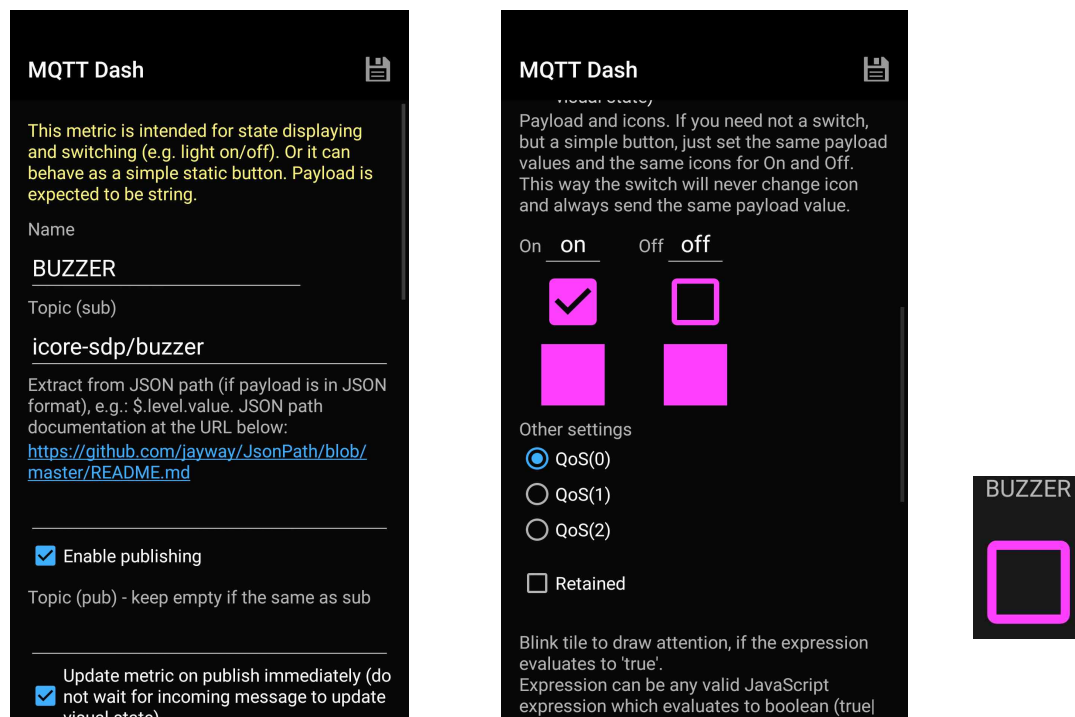 MQTT Dash
This metric is intended for state displaying
and switching (e.g. light on/off). Or it can
behave as a simple static button. Payload is
expected to be string.
Name
BUZZER
Topic (sub)
icore-sdp/buzzer
Extract from JSON path (if payload is in JSON
format), e.g.: $.level.value. JSON path
documentation at the URL below:
https://github.com/jayway/JsonPath/blob/
master/README.md
Enable publishing
Topic (pub) - keep empty if the same as sub
Update metric on publish immediately (do
not wait for incoming message to update
visual state)
MQTT Dash
visual state)
Payload and icons. If you need not a switch,
but a simple button, just set the same payload
values and the same icons for On and Off.
This way the switch will never change icon
and always send the same payload value.
On on Off off
Other settings
QoS(0)
QoS(1)
QoS(2)
Retained
Blink tile to draw attention, if the expression
evaluates to 'true'.
Expression can be any valid JavaScript
expression which evaluates to boolean (true|
BUZZER